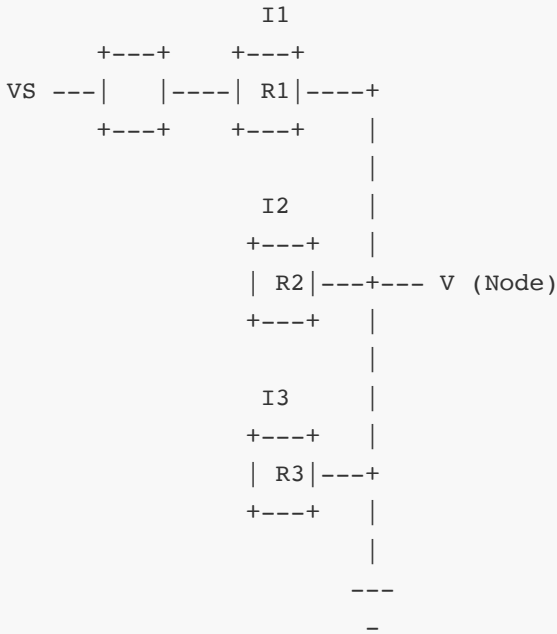 I1
+---+ +---+
VS ---| |----| R1|----+
+---+ +---+ |
|
I2 |
+---+ |
| R2|---+--- V (Node)
+---+ |
|
I3 |
+---+ |
| R3|---+
+---+ |
|
---
-